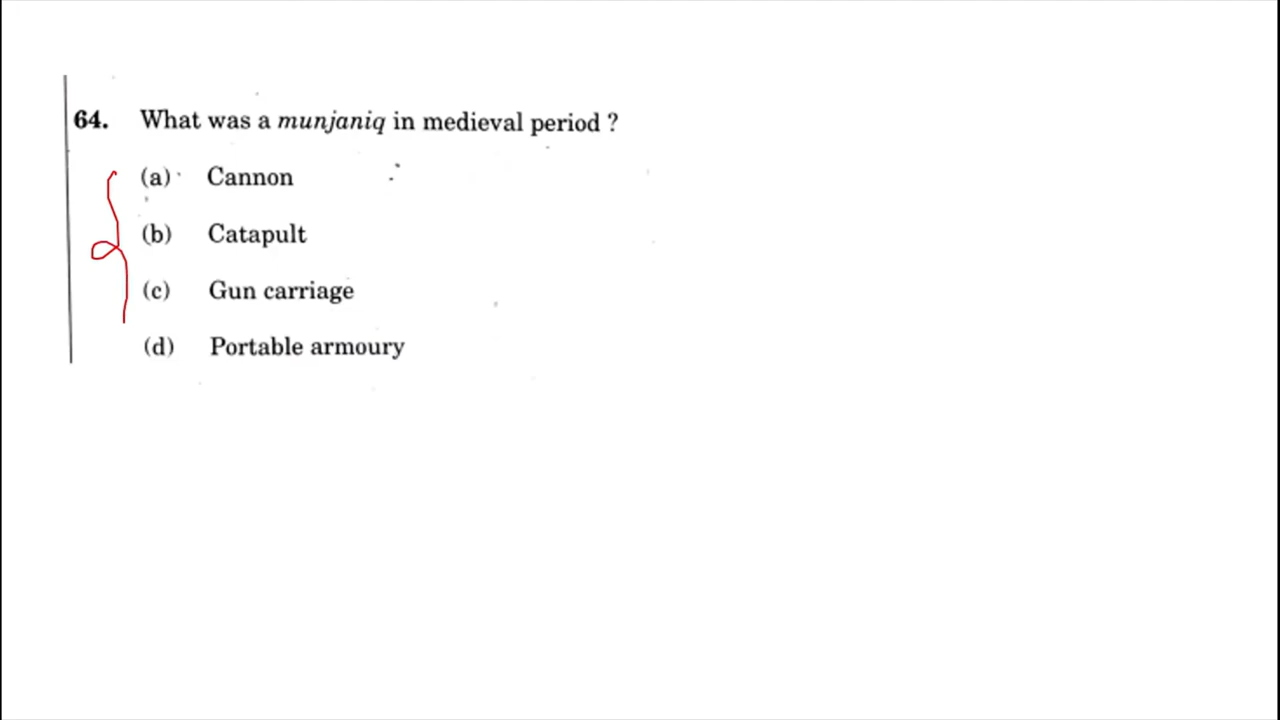 64. What was a munjaniq in medieval period ?
(a) Cannon
(b) Catapult
(c) Gun carriage
(d) Portable armoury